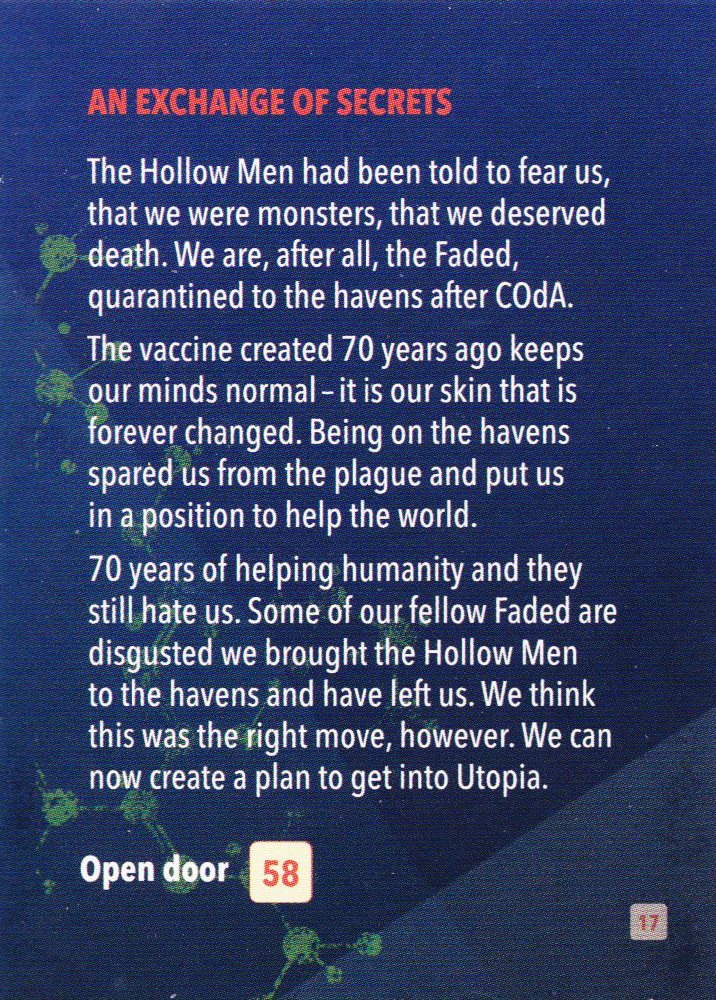 AN EXCHANGE OF SECRETS
The Hollow Men had been told to fear us,
that we were monsters, that we deserved
death. We are, after all, the Faded,
quarantined to the havens after COdA.
The vaccine created 70 years ago keeps
our minds normal – it is our skin that is
forever changed. Being on the havens
spared us from the plague and put us
in a position to help the world.
70 years of helping humanity and they
still hate us. Some of our fellow Faded are
disgusted we brought the Hollow Men
to the havens and have left us. We think
this was the right move, however. We can
now create a plan to get into Utopia.
Open door 58
17